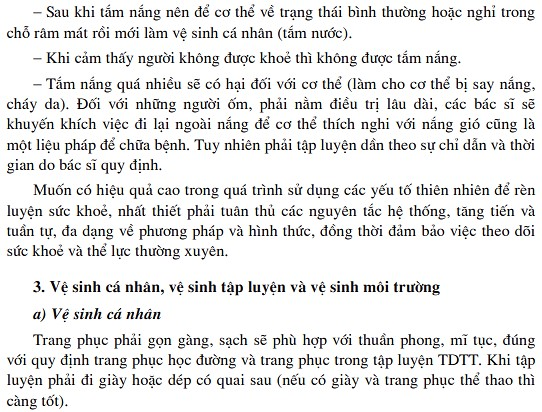 – Sau khi tắm nắng nên để cơ thể về trạng thái bình thường hoặc nghỉ trong
chỗ râm mát rồi mới làm vệ sinh cá nhân (tắm nước).
– Khi cảm thấy người không được khoẻ thì không được tắm nắng.
– Tắm nắng quá nhiều sẽ có hại đối với cơ thể (làm cho cơ thể bị say nắng,
cháy da). Đối với những người ốm, phải nằm điều trị lâu dài, các bác sĩ sẽ
khuyến khích việc đi lại ngoài nắng để cơ thể thích nghi với nắng gió cũng là
một liệu pháp để chữa bệnh. Tuy nhiên phải tập luyện dần theo sự chỉ dẫn và thời
gian do bác sĩ quy định.
Muốn có hiệu quả cao trong quá trình sử dụng các yếu tố thiên nhiên để rèn
luyện sức khoẻ, nhất thiết phải tuân thủ các nguyên tắc hệ thống, tăng tiến và
tuần tự, đa dạng về phương pháp và hình thức, đồng thời đảm bảo việc theo dõi
sức khoẻ và thể lực thường xuyên.
3. Vệ sinh cá nhân, vệ sinh tập luyện và vệ sinh môi trường
a) Vệ sinh cá nhân
Trang phục phải gọn gàng, sạch sẽ phù hợp với thuần phong, mĩ tục, đúng
với quy định trang phục học đường và trang phục trong tập luyện TDTT. Khi tập
luyện phải đi giày hoặc dép có quai sau (nếu có giày và trang phục thể thao thì
càng tốt).